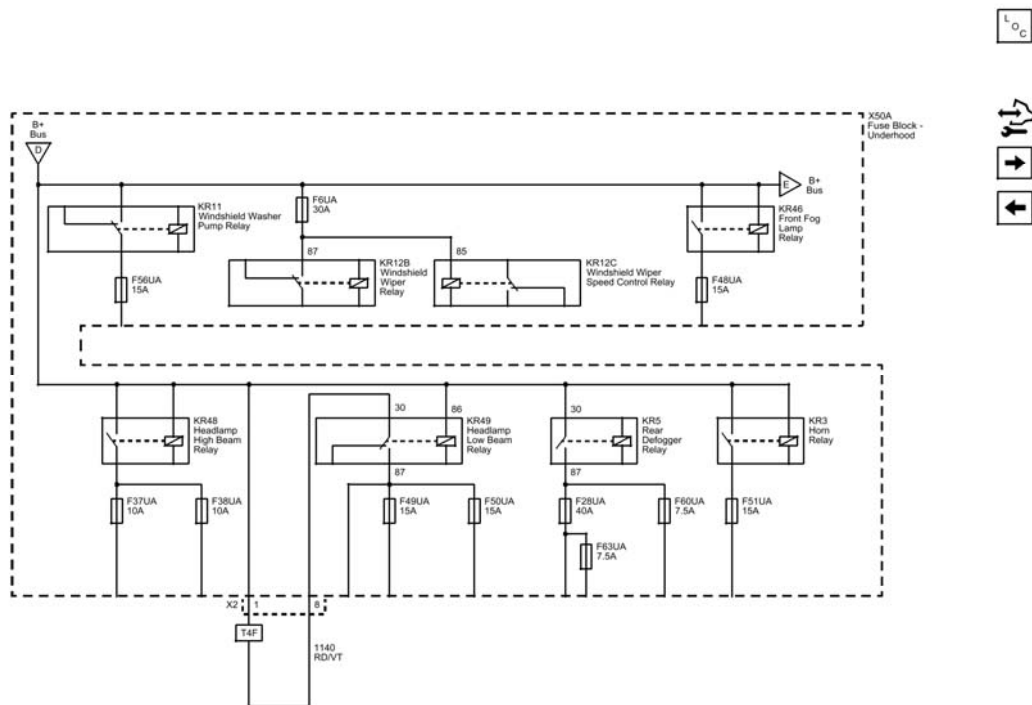 L
O
C
X50A
Fuse Block -
Underhood
B+
Bus
D
E
B+
Bus
KR11
Windshield Washer
Pump Relay
F6UA
30A
KR46
Front Fog
Lamp
Relay
87
85
F56UA
15A
KR12B
Windshield
Wiper
Relay
KR12C
Windshield Wiper
Speed Control Relay
F48UA
15A
KR48
Headlamp
High Beam
Relay
30
86
KR49
Headlamp
Low Beam
Relay
87
30
KR5
Rear
Defogger
Relay
87
KR3
Horn
Relay
F37UA
10A
F38UA
10A
F49UA
15A
F50UA
15A
F28UA
40A
F60UA
7.5A
F51UA
15A
F63UA
7.5A
X2
1
8
T4F
1140
RD/VT